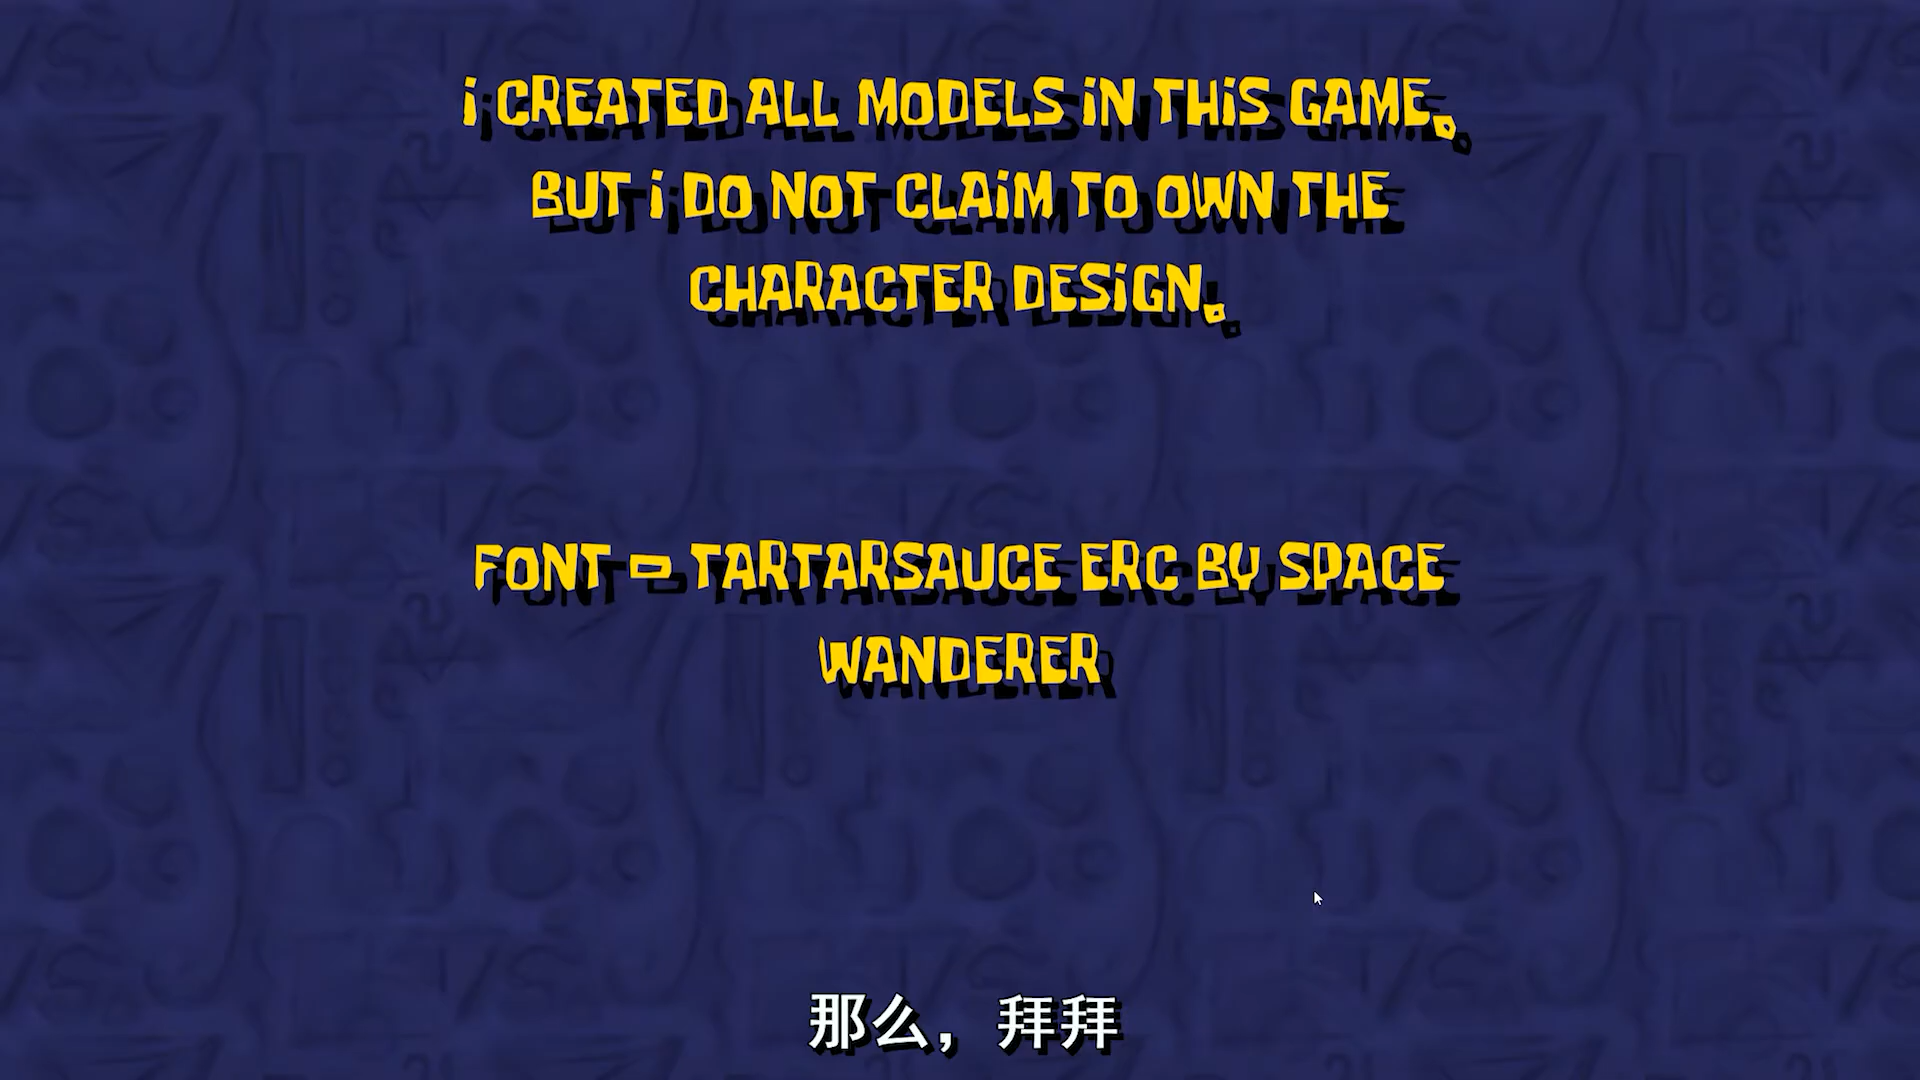 i CREATED ALL MODELS iN THiS GAME.
BUT i DO NOT CLAiM TO OWN THE
CHARACTER DESiGN.
FONT - TARTARSAUCE ERC BY SPACE
WANDERER
那么，拜拜